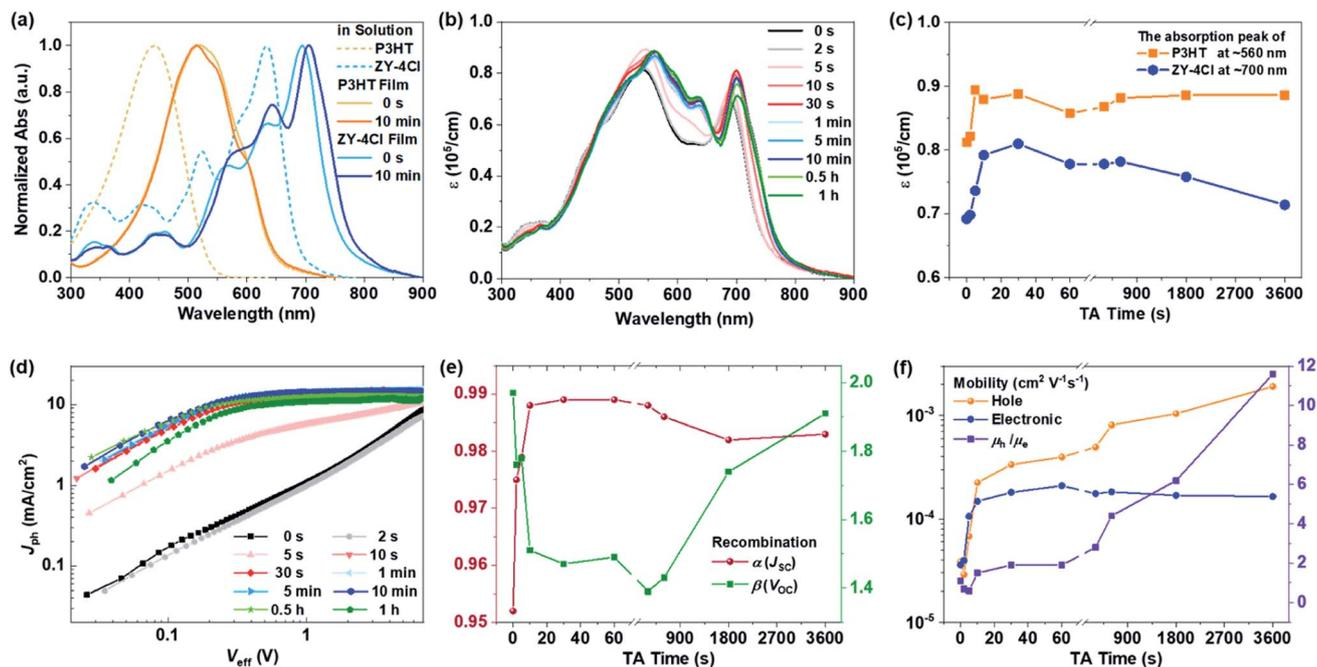 (a)
Normalized Abs (a.u.)
1.0
0.8
0.6
0.4
0.2
0.0
300 400 500 600 700 800 900
Wavelength (nm)
in Solution
P3HT
ZY-4Cl
P3HT Film
0 s
10 min
ZY-4Cl Film
0 s
10 min
(b)
ε (10⁵/cm)
1.0
0.8
0.6
0.4
0.2
0.0
300 400 500 600 700 800 900
Wavelength (nm)
0 s
2 s
5 s
10 s
30 s
1 min
5 min
10 min
0.5 h
1 h
(c)
ε (10⁵/cm)
1.0
0.9
0.8
0.7
0.6
0 20 40 60 900 1800 2700 3600
TA Time (s)
The absorption peak of
P3HT at ~560 nm
ZY-4Cl at ~700 nm
(d)
Jph (mA/cm²)
10
1
0.1
0.1 1
Veff (V)
0 s 2 s
5 s 10 s
30 s 1 min
5 min 10 min
0.5 h 1 h
(e)
0.99
0.98
0.97
0.96
0.95
2.0
1.8
1.6
1.4
0 20 40 60 900 1800 2700 3600
TA Time (s)
Recombination
α (JSC)
β (VOC)
(f)
10⁻³
10⁻⁴
10⁻⁵
12
10
8
6
4
2
0
0 20 40 60 900 1800 2700 3600
TA Time (s)
Mobility (cm² V⁻¹s⁻¹)
Hole
Electronic
μh /μe